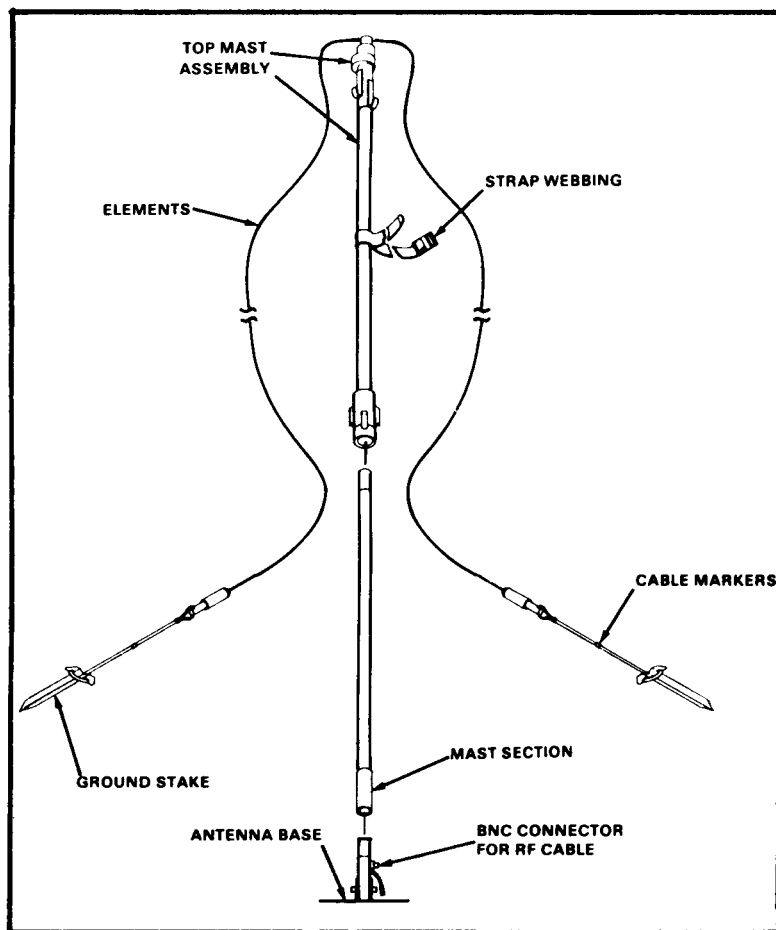 TOP MAST
ASSEMBLY
STRAP WEBBING
ELEMENTS
CABLE MARKERS
GROUND STAKE
MAST SECTION
ANTENNA BASE
BNC CONNECTOR
FOR RF CABLE